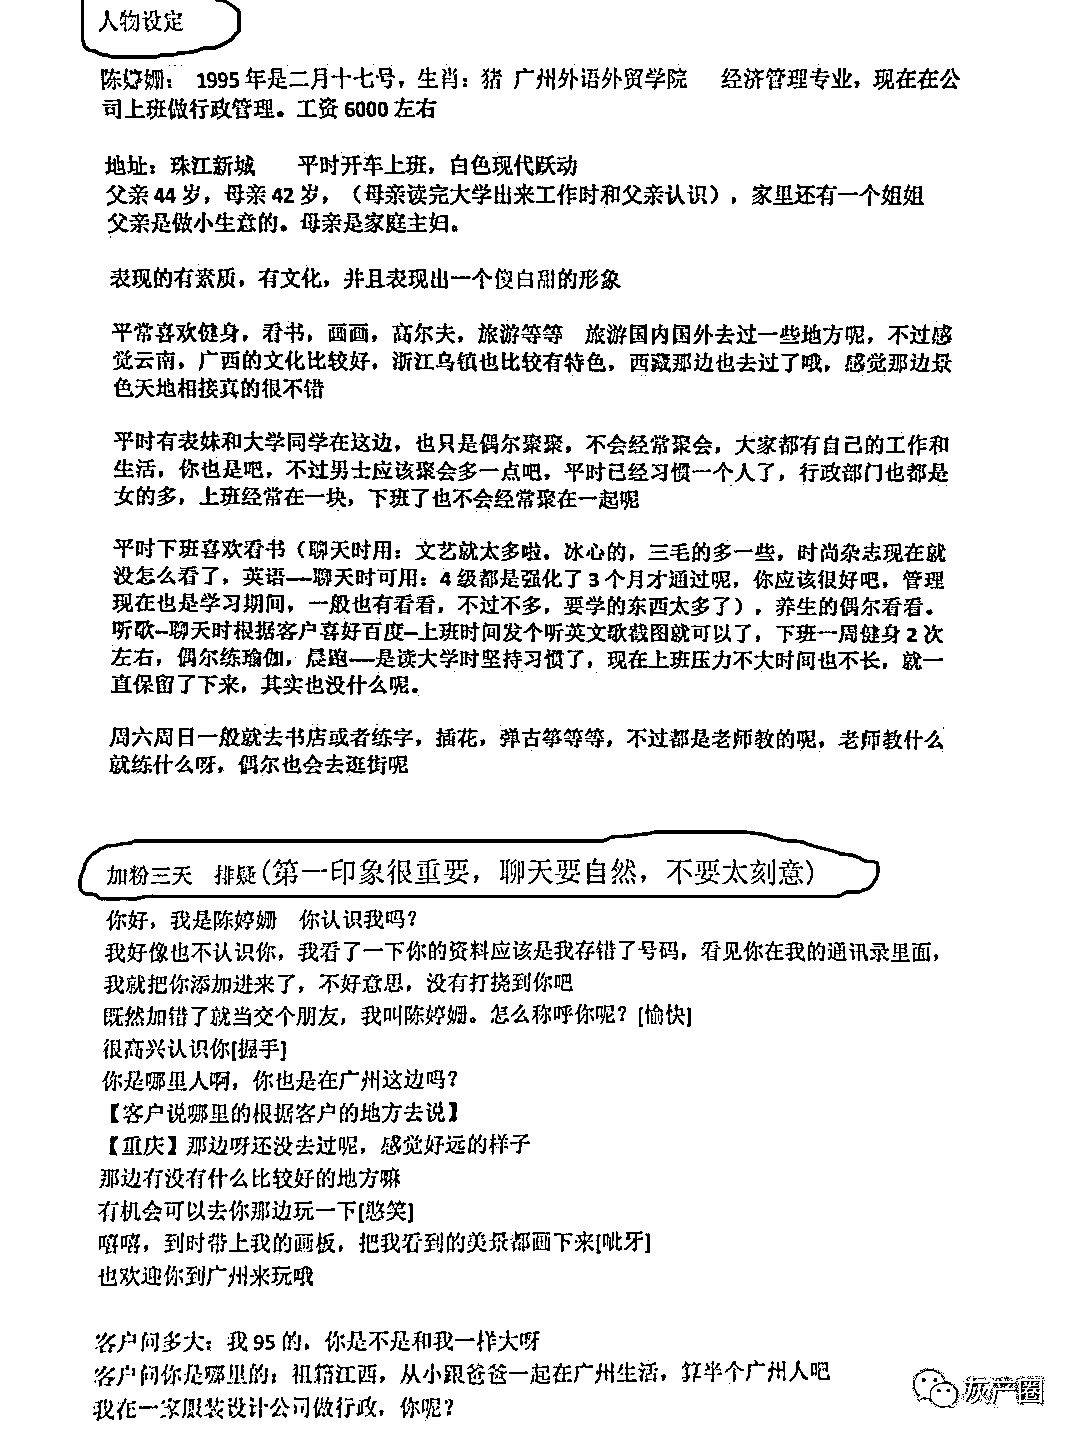 人物设定
陈婷姗： 1995年是二月十七号，生肖：猪 广州外语外贸学院 经济管理专业，现在在公
司上班做行政管理。工资6000左右
地址：珠江新城 平时开车上班，白色现代跃动
父亲44岁，母亲42岁，（母亲读完大学出来工作时和父亲认识），家里还有一个姐姐
父亲是做小生意的。母亲是家庭主妇。
表现的有素质，有文化，并且表现出一个傻白甜的形象
平常喜欢健身，看书，画画，高尔夫，旅游等等 旅游国内国外去过一些地方呢，不过感
觉云南，广西的文化比较好，浙江乌镇也比较有特色，西藏那边也去过了哦，感觉那边景
色天地相接真的很不错
平时有表妹和大学同学在这边，也只是偶尔聚聚，不会经常聚会，大家都有自己的工作和
生活，你也是吧，不过男士应该聚会多一点吧，平时已经习惯一个人了，行政部门也都是
女的多，上班经常在一块，下班了也不会经常聚在一起呢
平时下班喜欢看书（聊天时用：文艺就太多啦。冰心的，三毛的多一些，时尚杂志现在就
没怎么看了，英语---聊天时可用：4级都是强化了3个月才通过呢，你应该很好吧，管理
现在也是学习期间，一般也有看看，不过不多，要学的东西太多了），养生的偶尔看看。
听歌--聊天时根据客户喜好百度--上班时间发个听英文歌截图就可以了，下班一周健身2次
左右，偶尔练瑜伽，晨跑---是读大学时坚持习惯了，现在上班压力不大时间也不长，就一
直保留了下来，其实也没什么呢。
周六周日一般就去书店或者练字，插花，弹古筝等等，不过都是老师教的呢，老师教什么
就练什么呀，偶尔也会去逛街呢
加粉三天 排疑(第一印象很重要，聊天要自然，不要太刻意)
你好，我是陈婷姗 你认识我吗？
我好像也不认识你，我看了一下你的资料应该是我存错了号码，看见你在我的通讯录里面，
我就把你添加进来了，不好意思，没有打挠到你吧
既然加错了就当交个朋友，我叫陈婷姗。怎么称呼你呢？[愉快]
很高兴认识你[握手]
你是哪里人啊，你也是在广州这边吗？
【客户说哪里的根据客户的地方去说】
【重庆】那边呀还没去过呢，感觉好远的样子
那边有没有什么比较好的地方嘛
有机会可以去你那边玩一下[憨笑]
嘻嘻，到时带上我的画板，把我看到的美景都画下来[呲牙]
也欢迎你到广州来玩哦
客户问多大：我95的，你是不是和我一样大呀
客户问你是哪里的：祖籍江西，从小跟爸爸一起在广州生活，算半个广州人吧
我在一家服装设计公司做行政，你呢？
灰产圈